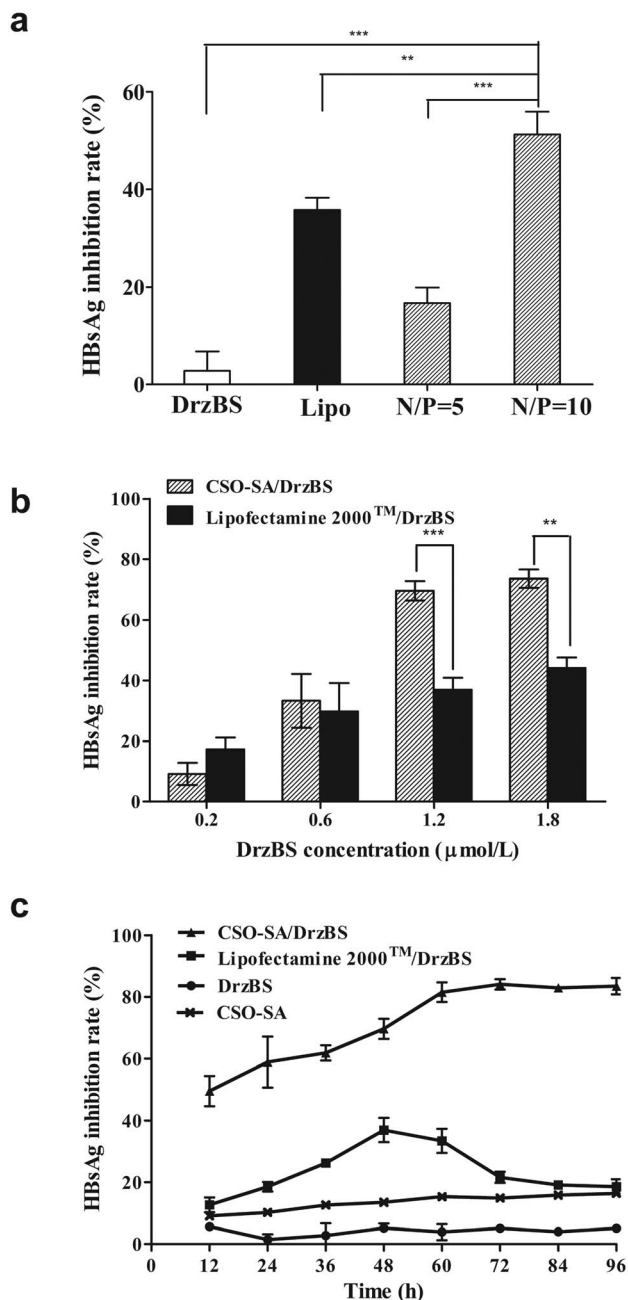 a
***
**
***
HBsAg inhibition rate (%)
60
40
20
0
DrzBS Lipo N/P=5 N/P=10
b
CSO-SA/DrzBS
Lipofectamine 2000™/DrzBS
***
**
HBsAg inhibition rate (%)
100
80
60
40
20
0
0.2 0.6 1.2 1.8
DrzBS concentration (μmol/L)
c
CSO-SA/DrzBS
Lipofectamine 2000™/DrzBS
DrzBS
CSO-SA
HBsAg inhibition rate (%)
100
80
60
40
20
0
0 12 24 36 48 60 72 84 96
Time (h)